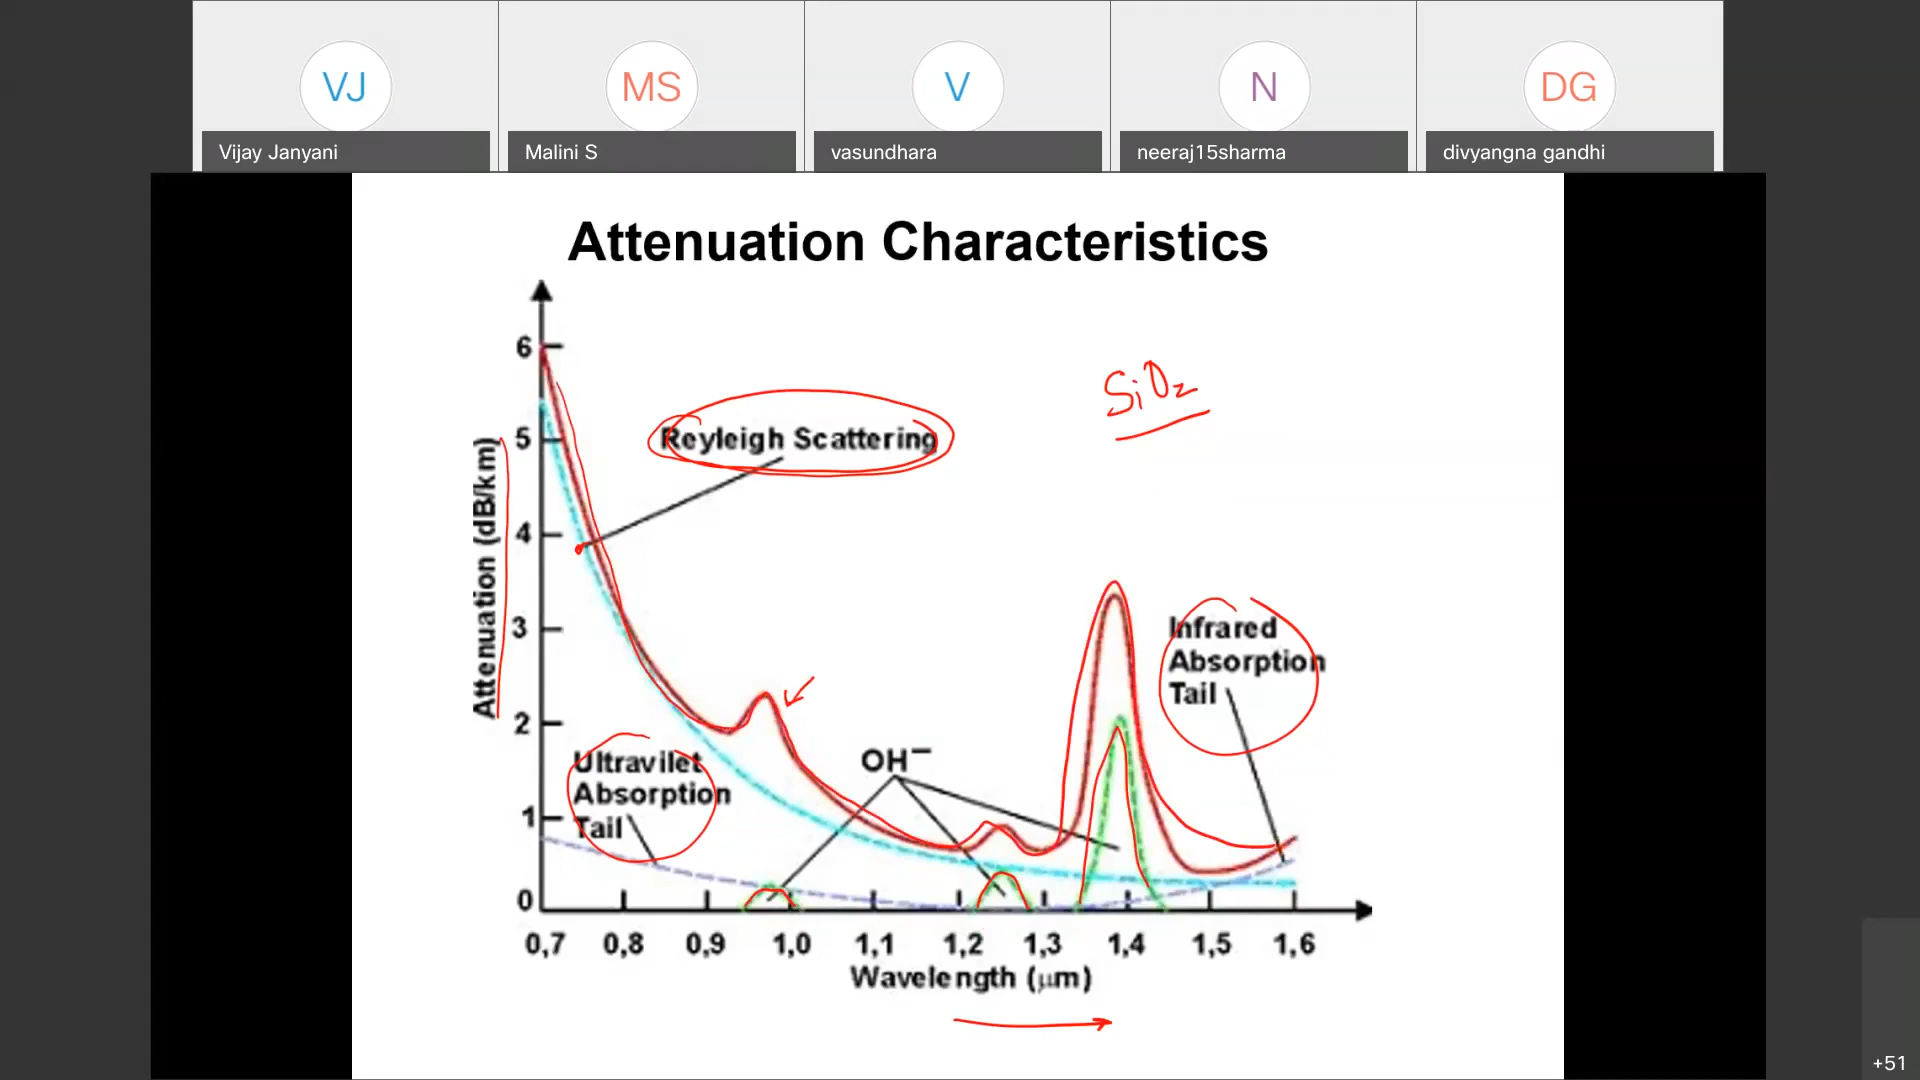 VJ MS V N DG
Vijay Janyani Malini S vasundhara neeraj15sharma divyangna gandhi
Attenuation Characteristics
6
SiO2
5
Reyleigh Scattering
Attenuation (dB/km)
4
3
Infrared
Absorption
Tail
2
Ultravilet
Absorption
Tail
OH−
1
0
0,7 0,8 0,9 1,0 1,1 1,2 1,3 1,4 1,5 1,6
Wavelength (μm)
+51